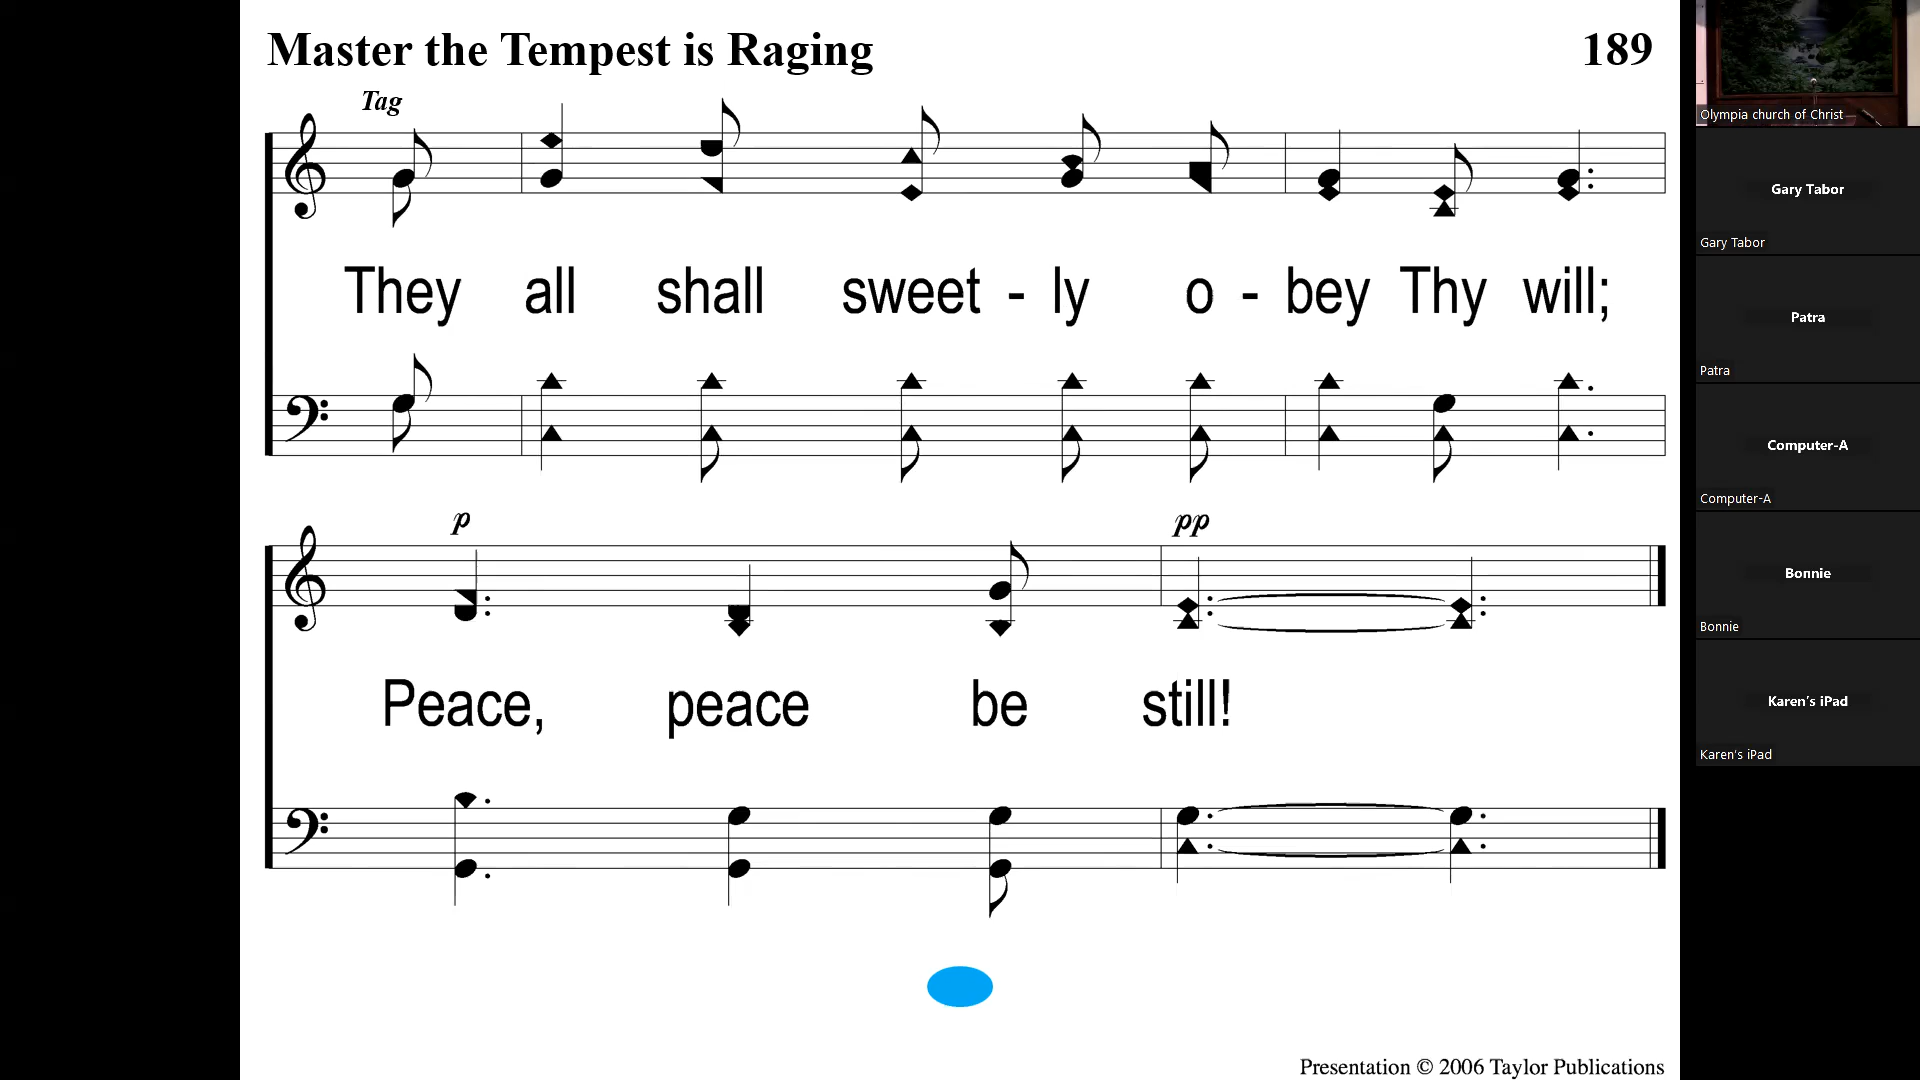 Master the Tempest is Raging
189
Tag
They all shall sweet - ly o - bey Thy will;
p
pp
Peace, peace be still!
Presentation © 2006 Taylor Publications
Olympia church of Christ
Gary Tabor
Gary Tabor
Patra
Patra
Computer-A
Computer-A
Bonnie
Bonnie
Karen's iPad
Karen's iPad